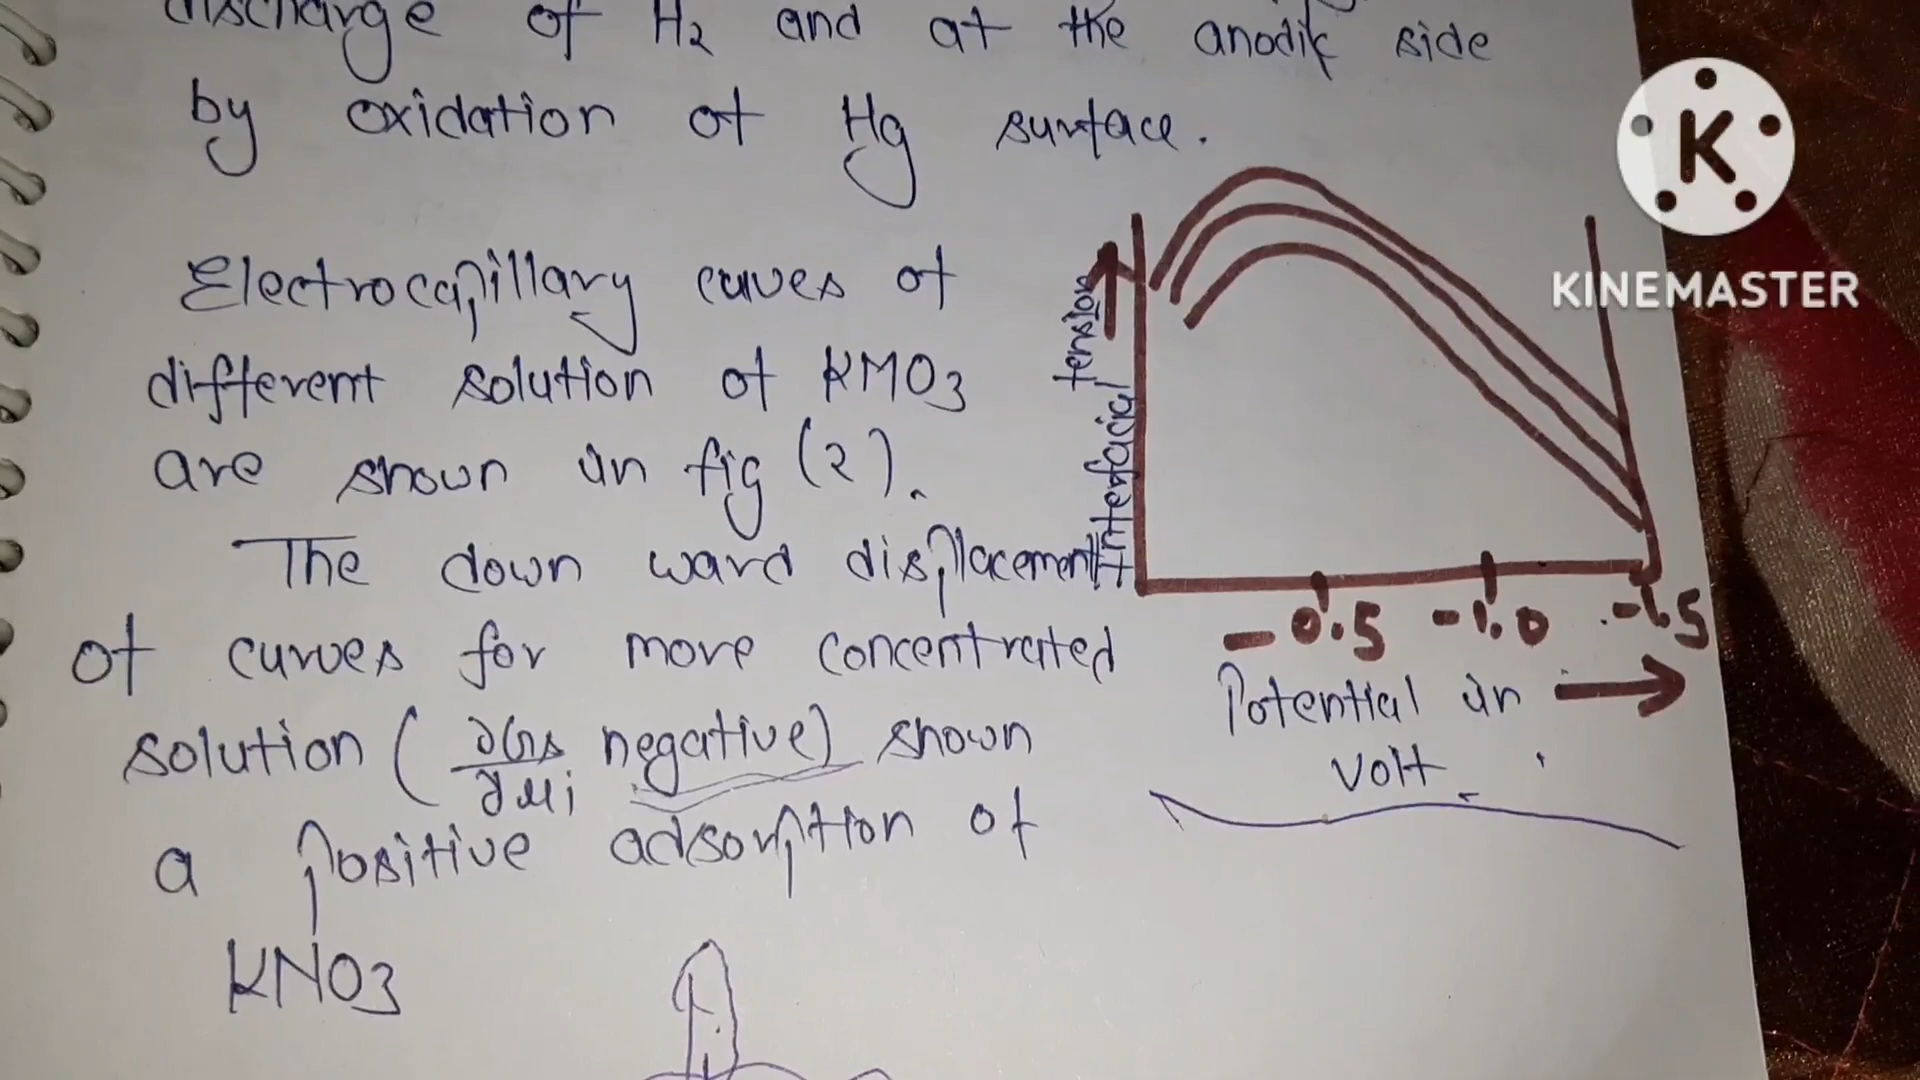 discharge of H2 and at the anodic side
by oxidation of Hg surface.
Electrocapillary cuves of
different solution of KMO3
are shown in fig (2).
The down ward displacement
of curves for more concentrated
solution ( ∂Gs/∂μi negative) shown
a positive adsorption of
KNO3
Interfacial tension
-0.5 -1.0 -1.5
Potential in
volt
K
KINEMASTER